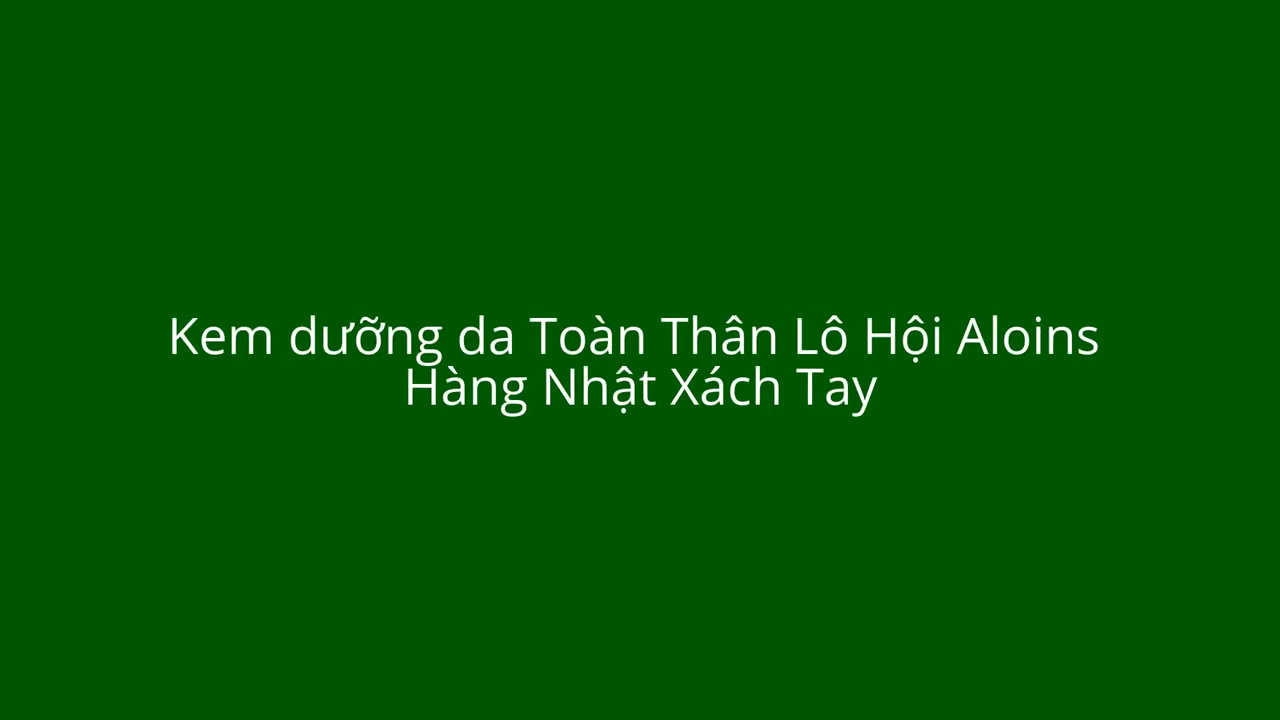 Kem dưỡng da Toàn Thân Lô Hội Aloins
Hàng Nhật Xách Tay